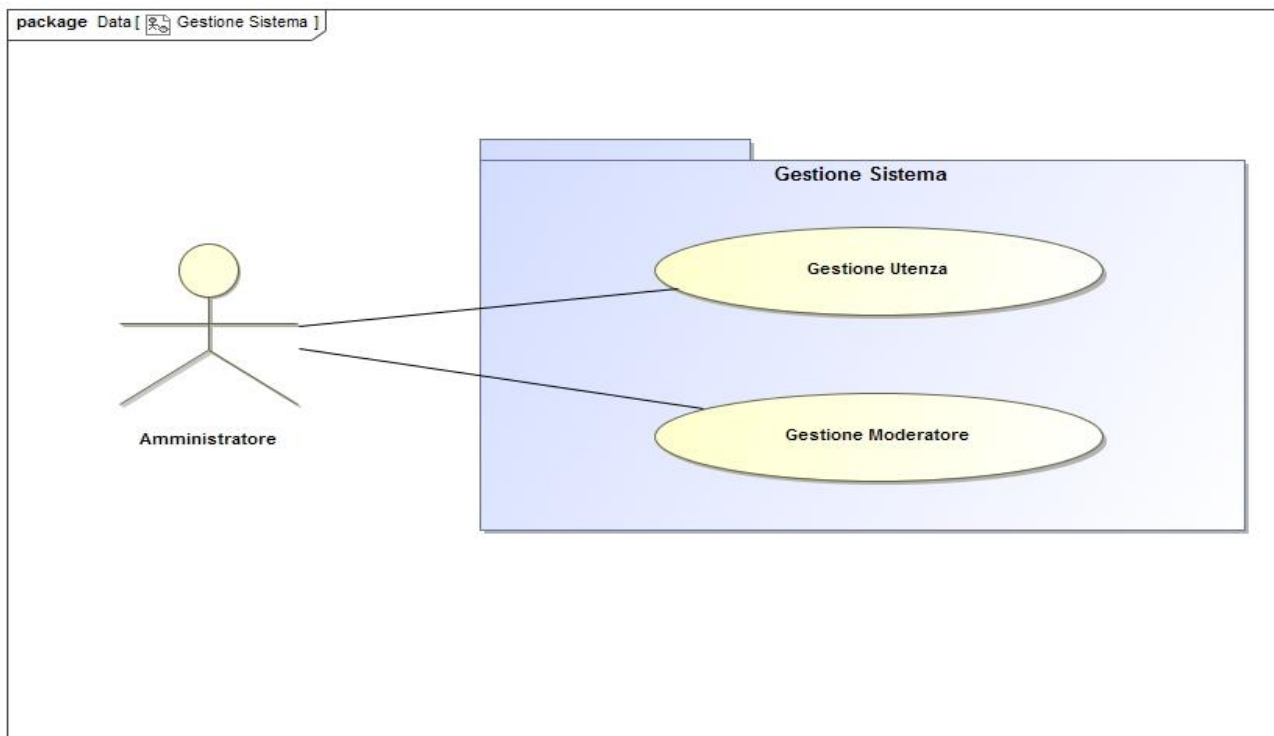 package Data [ Gestione Sistema ]
Gestione Sistema
Gestione Utenza
Gestione Moderatore
Amministratore